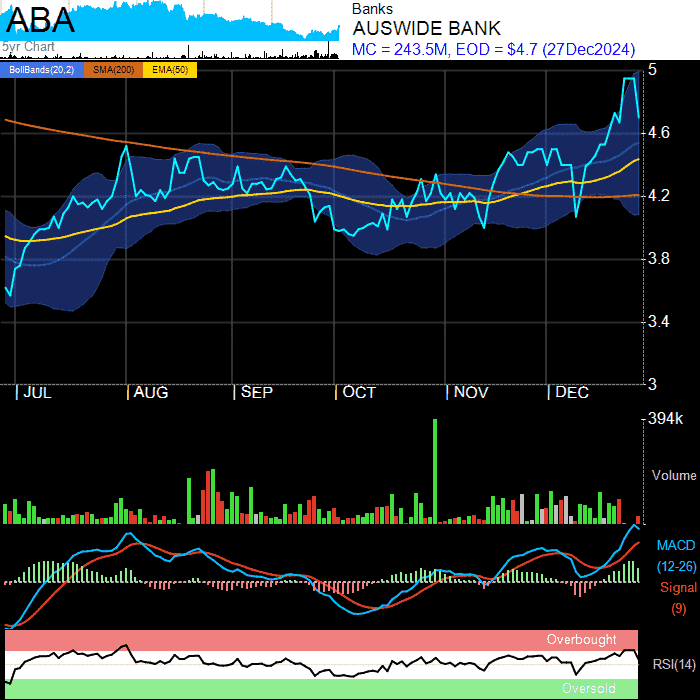 ABA
5yr Chart
Banks
AUSWIDE BANK
MC = 243.5M, EOD = $4.7 (27Dec2024)
BollBands(20,2) SMA(200) EMA(50)
5
4.6
4.2
3.8
3.4
3
JUL AUG SEP OCT NOV DEC
394k
Volume
MACD
(12-26)
Signal
(9)
Overbought
RSI(14)
Oversold